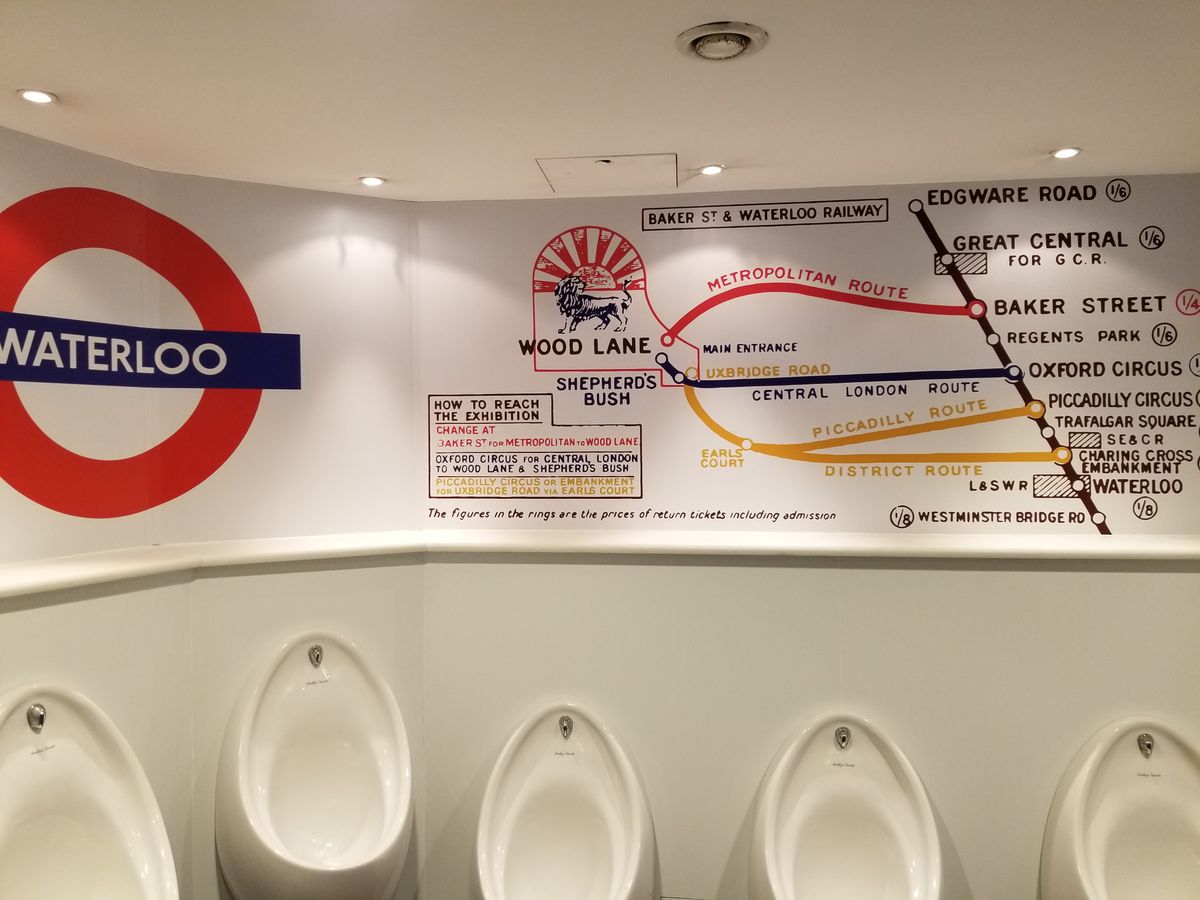 WATERLOO
BAKER ST & WATERLOO RAILWAY
EDGWARE ROAD 1/6
GREAT CENTRAL 1/6
FOR G.C.R.
METROPOLITAN ROUTE
BAKER STREET 1/4
REGENTS PARK 1/6
WOOD LANE
MAIN ENTRANCE
UXBRIDGE ROAD
OXFORD CIRCUS
SHEPHERD'S
BUSH
CENTRAL LONDON ROUTE
PICCADILLY CIRCUS
PICCADILLY ROUTE
TRAFALGAR SQUARE
SE&CR
EARLS
COURT
CHARING CROSS
EMBANKMENT
DISTRICT ROUTE
L&SWR
WATERLOO
1/8
1/8 WESTMINSTER BRIDGE RD
HOW TO REACH
THE EXHIBITION
CHANGE AT
BAKER ST FOR METROPOLITAN TO WOOD LANE
OXFORD CIRCUS FOR CENTRAL LONDON
TO WOOD LANE & SHEPHERD'S BUSH
PICCADILLY CIRCUS OR EMBANKMENT
FOR UXBRIDGE ROAD VIA EARLS COURT
The figures in the rings are the prices of return tickets including admission